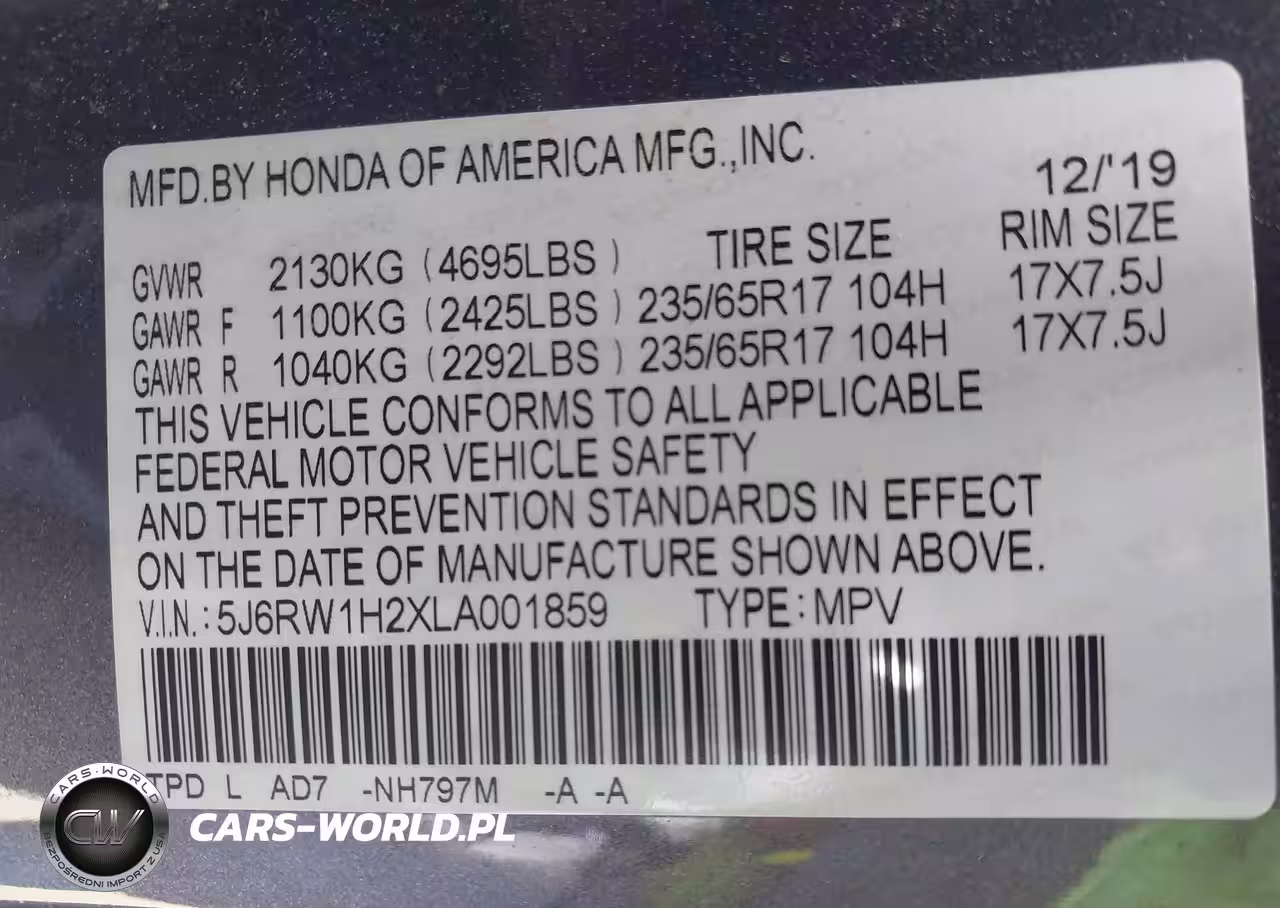 MFD.BY HONDA OF AMERICA MFG.,INC.
12/'19
TIRE SIZE RIM SIZE
GVWR 2130KG (4695LBS )
GAWR F 1100KG (2425LBS ) 235/65R17 104H 17X7.5J
GAWR R 1040KG (2292LBS ) 235/65R17 104H 17X7.5J
THIS VEHICLE CONFORMS TO ALL APPLICABLE
FEDERAL MOTOR VEHICLE SAFETY
AND THEFT PREVENTION STANDARDS IN EFFECT
ON THE DATE OF MANUFACTURE SHOWN ABOVE.
V.I.N.: 5J6RW1H2XLA001859 TYPE: MPV
TPD L AD7 -NH797M -A -A
CARS-WORLD
CW
BEZPOŚREDNI IMPORT Z USA
CARS-WORLD.PL